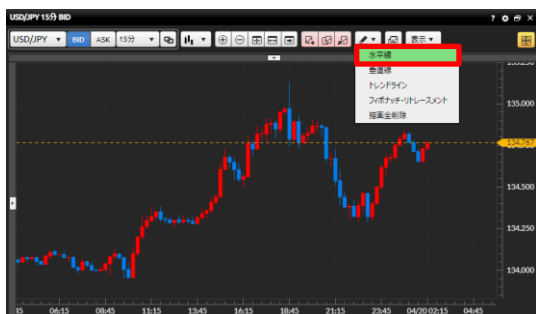 USD/JPY 15分 BID
?
USD/JPY BID ASK 15分 表示
水平線
垂直線
トレンドライン
フィボナッチ・リトレースメント
描画全削除
135.000
134.767
134.500
134.250
134.000
06:15 08:45 11:15 13:45 16:15 18:45 21:15 23:45 04/20 02:15 04:45